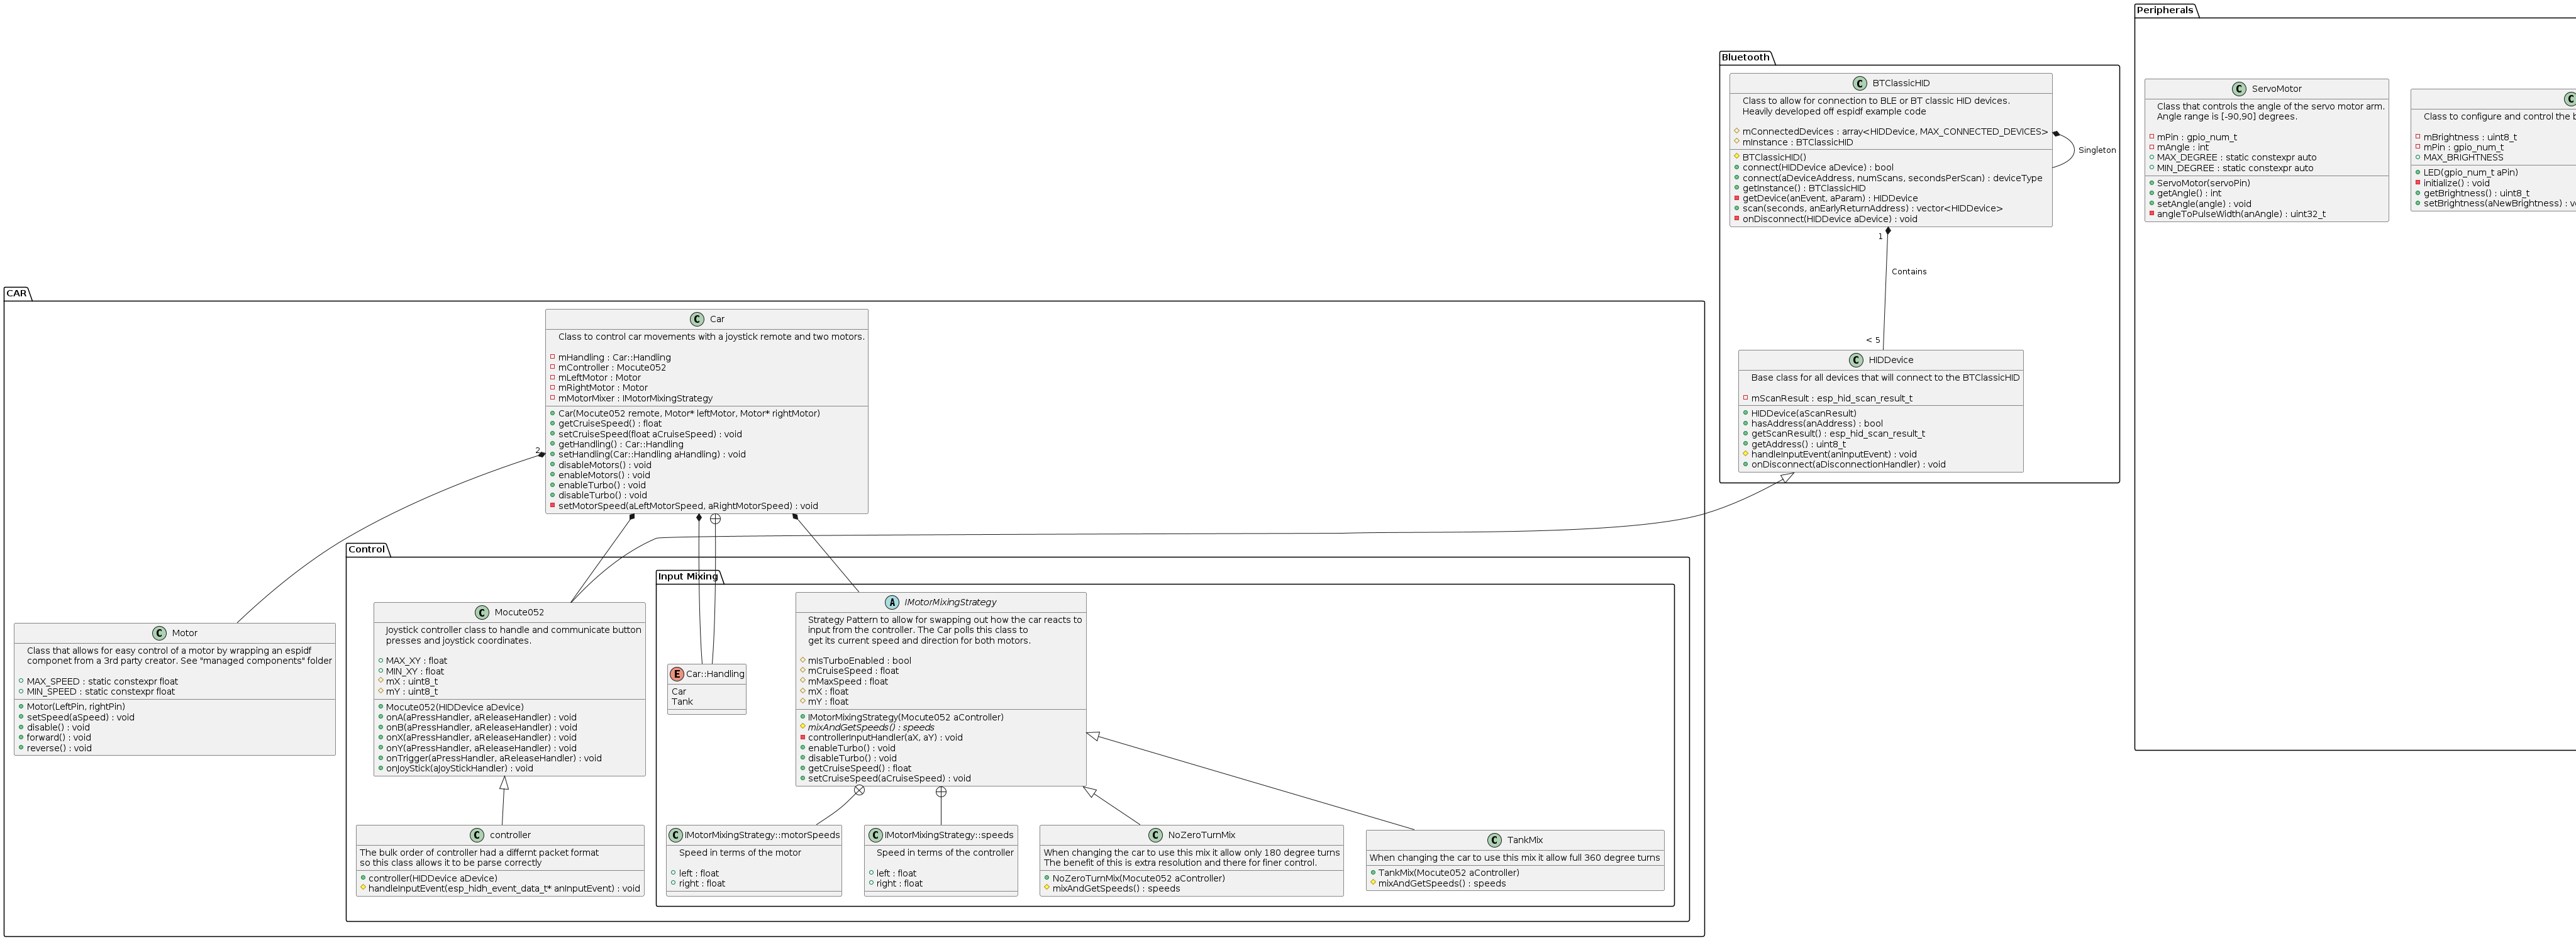 Peripherals
ServoMotor
Class that controls the angle of the servo motor arm.
Angle range is [-90,90] degrees.
mPin : gpio_num_t
mAngle : int
MAX_DEGREE : static constexpr auto
MIN_DEGREE : static constexpr auto
ServoMotor(servoPin)
getAngle() : int
setAngle(angle) : void
angleToPulseWidth(anAngle) : uint32_t
Class to configure and control the
mBrightness : uint8_t
mPin : gpio_num_t
MAX_BRIGHTNESS
LED(gpio_num_t aPin)
initialize() : void
getBrightness() : uint8_t
setBrightness(aNewBrightness) :
Bluetooth
BTClassicHID
Class to allow for connection to BLE or BT classic HID devices.
Heavily developed off espidf example code
mConnectedDevices : array<HIDDevice, MAX_CONNECTED_DEVICES>
mInstance : BTClassicHID
BTClassicHID()
connect(HIDDevice aDevice) : bool
connect(aDeviceAddress, numScans, secondsPerScan) : deviceType
getInstance() : BTClassicHID
getDevice(anEvent, aParam) : HIDDevice
scan(seconds, anEarlyReturnAddress) : vector<HIDDevice>
onDisconnect(HIDDevice aDevice) : void
Singleton
1
Contains
< 5
HIDDevice
Base class for all devices that will connect to the BTClassicHID
mScanResult : esp_hid_scan_result_t
HIDDevice(aScanResult)
hasAddress(anAddress) : bool
getScanResult() : esp_hid_scan_result_t
getAddress() : uint8_t
handleInputEvent(anInputEvent) : void
onDisconnect(aDisconnectionHandler) : void
CAR
Car
Class to control car movements with a joystick remote and two motors.
mHandling : Car::Handling
mController : Mocute052
mLeftMotor : Motor
mRightMotor : Motor
mMotorMixer : IMotorMixingStrategy
Car(Mocute052 remote, Motor* leftMotor, Motor* rightMotor)
getCruiseSpeed() : float
setCruiseSpeed(float aCruiseSpeed) : void
getHandling() : Car::Handling
setHandling(Car::Handling aHandling) : void
disableMotors() : void
enableMotors() : void
enableTurbo() : void
disableTurbo() : void
setMotorSpeed(aLeftMotorSpeed, aRightMotorSpeed) : void
2
Motor
Class that allows for easy control of a motor by wrapping an espidf
componet from a 3rd party creator. See "managed components" folder
MAX_SPEED : static constexpr float
MIN_SPEED : static constexpr float
Motor(LeftPin, rightPin)
setSpeed(aSpeed) : void
disable() : void
forward() : void
reverse() : void
Control
Mocute052
Joystick controller class to handle and communicate button
presses and joystick coordinates.
MAX_XY : float
MIN_XY : float
mX : uint8_t
mY : uint8_t
Mocute052(HIDDevice aDevice)
onA(aPressHandler, aReleaseHandler) : void
onB(aPressHandler, aReleaseHandler) : void
onX(aPressHandler, aReleaseHandler) : void
onY(aPressHandler, aReleaseHandler) : void
onTrigger(aPressHandler, aReleaseHandler) : void
onJoyStick(aJoyStickHandler) : void
controller
The bulk order of controller had a differnt packet format
so this class allows it to be parse correctly
controller(HIDDevice aDevice)
handleInputEvent(esp_hidh_event_data_t* anInputEvent) : void
Input Mixing
Car::Handling
Car
Tank
IMotorMixingStrategy
Strategy Pattern to allow for swapping out how the car reacts to
input from the controller. The Car polls this class to
get its current speed and direction for both motors.
mIsTurboEnabled : bool
mCruiseSpeed : float
mMaxSpeed : float
mX : float
mY : float
IMotorMixingStrategy(Mocute052 aController)
mixAndGetSpeeds() : speeds
controllerInputHandler(aX, aY) : void
enableTurbo() : void
disableTurbo() : void
getCruiseSpeed() : float
setCruiseSpeed(aCruiseSpeed) : void
IMotorMixingStrategy::motorSpeeds
Speed in terms of the motor
left : float
right : float
IMotorMixingStrategy::speeds
Speed in terms of the controller
left : float
right : float
NoZeroTurnMix
When changing the car to use this mix it allow only 180 degree turns
The benefit of this is extra resolution and there for finer control.
NoZeroTurnMix(Mocute052 aController)
mixAndGetSpeeds() : speeds
TankMix
When changing the car to use this mix it allow full 360 degree turns
TankMix(Mocute052 aController)
mixAndGetSpeeds() : speeds